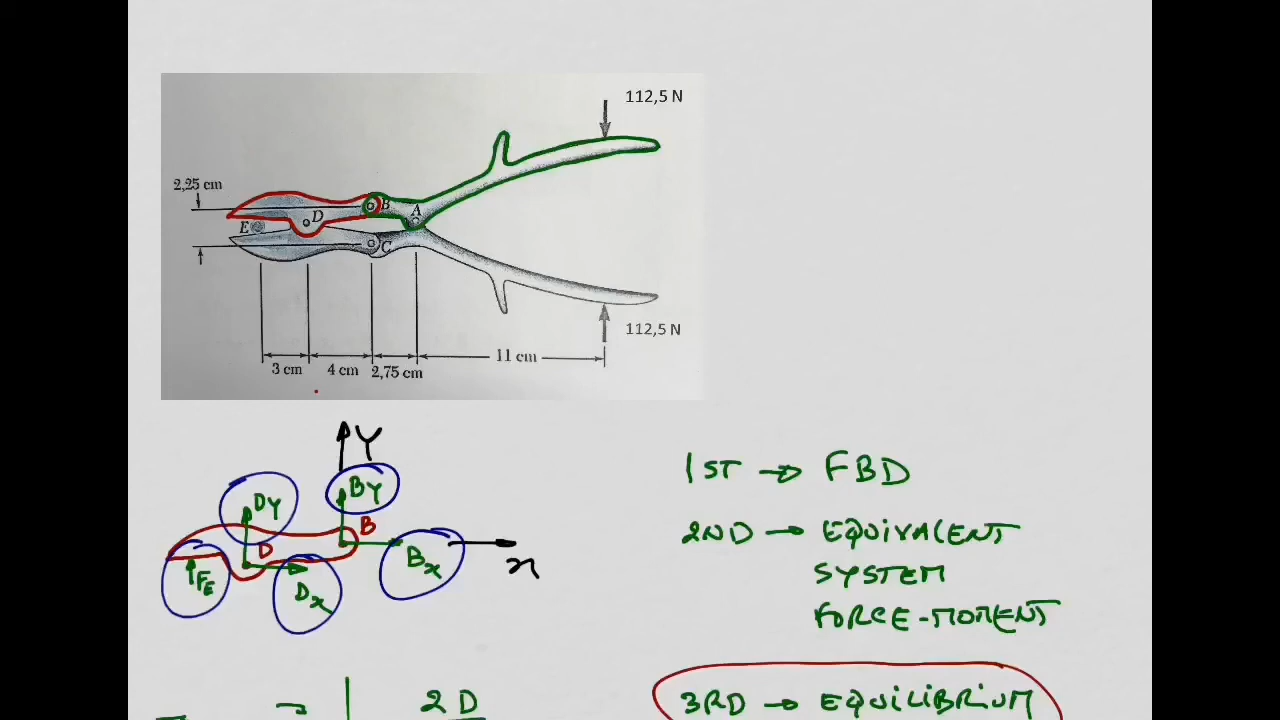 112,5 N
2,25 cm
B
A
D
E
C
112,5 N
11 cm
3 cm
4 cm
2,75 cm
Y
DY
BY
B
D
Bx
x
FE
Dx
1ST → FBD
2ND → EQUIVALENT
SYSTEM
FORCE-MOMENT
2D
3RD → EQUILIBRIUM